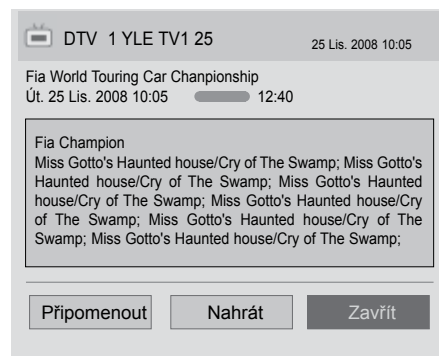 DTV 1 YLE TV1 25 25 Lis. 2008 10:05
Fia World Touring Car Chanpionship
Út. 25 Lis. 2008 10:05 12:40
Fia Champion
Miss Gotto's Haunted house/Cry of The Swamp; Miss Gotto's
Haunted house/Cry of The Swamp; Miss Gotto's Haunted
house/Cry of The Swamp; Miss Gotto's Haunted house/Cry
of The Swamp; Miss Gotto's Haunted house/Cry of The
Swamp; Miss Gotto's Haunted house/Cry of The Swamp;
Připomenout Nahrát Zavřít